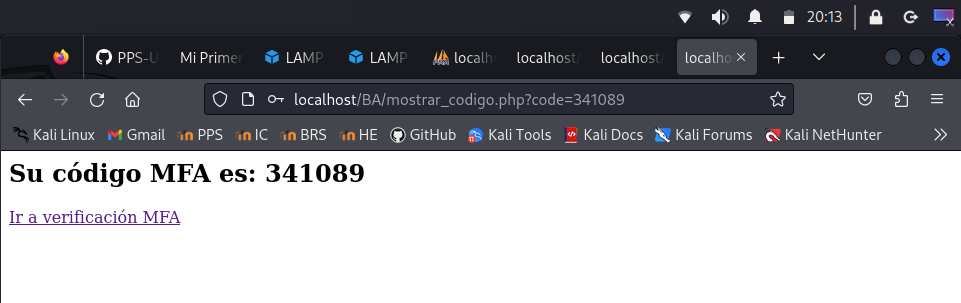 20:13
PPS-U Mi Primer LAMP LAMP localh localhost/ localhost/ localho
localhost/BA/mostrar_codigo.php?code=341089
Kali Linux Gmail PPS IC BRS HE GitHub Kali Tools Kali Docs Kali Forums Kali NetHunter
Su código MFA es: 341089
Ir a verificación MFA